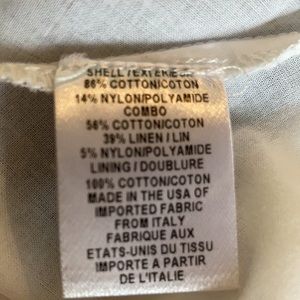 SHELL / EXTÉRIEUR
86% COTTON/COTON
14% NYLON/POLYAMIDE
COMBO
56% COTTON/COTON
39% LINEN / LIN
5% NYLON/POLYAMIDE
LINING / DOUBLURE
100% COTTON/COTON
MADE IN THE USA OF
IMPORTED FABRIC
FROM ITALY
FABRIQUE AUX
ETATS-UNIS DU TISSU
IMPORTE A PARTIR
DE L'ITALIE